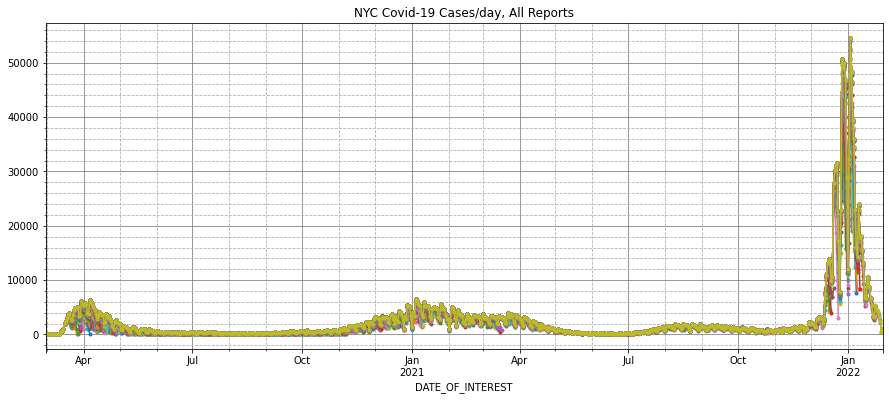 NYC Covid-19 Cases/day, All Reports
50000
40000
30000
20000
10000
0
Apr Jul Oct Jan Apr Jul Oct Jan
2021 2022
DATE_OF_INTEREST